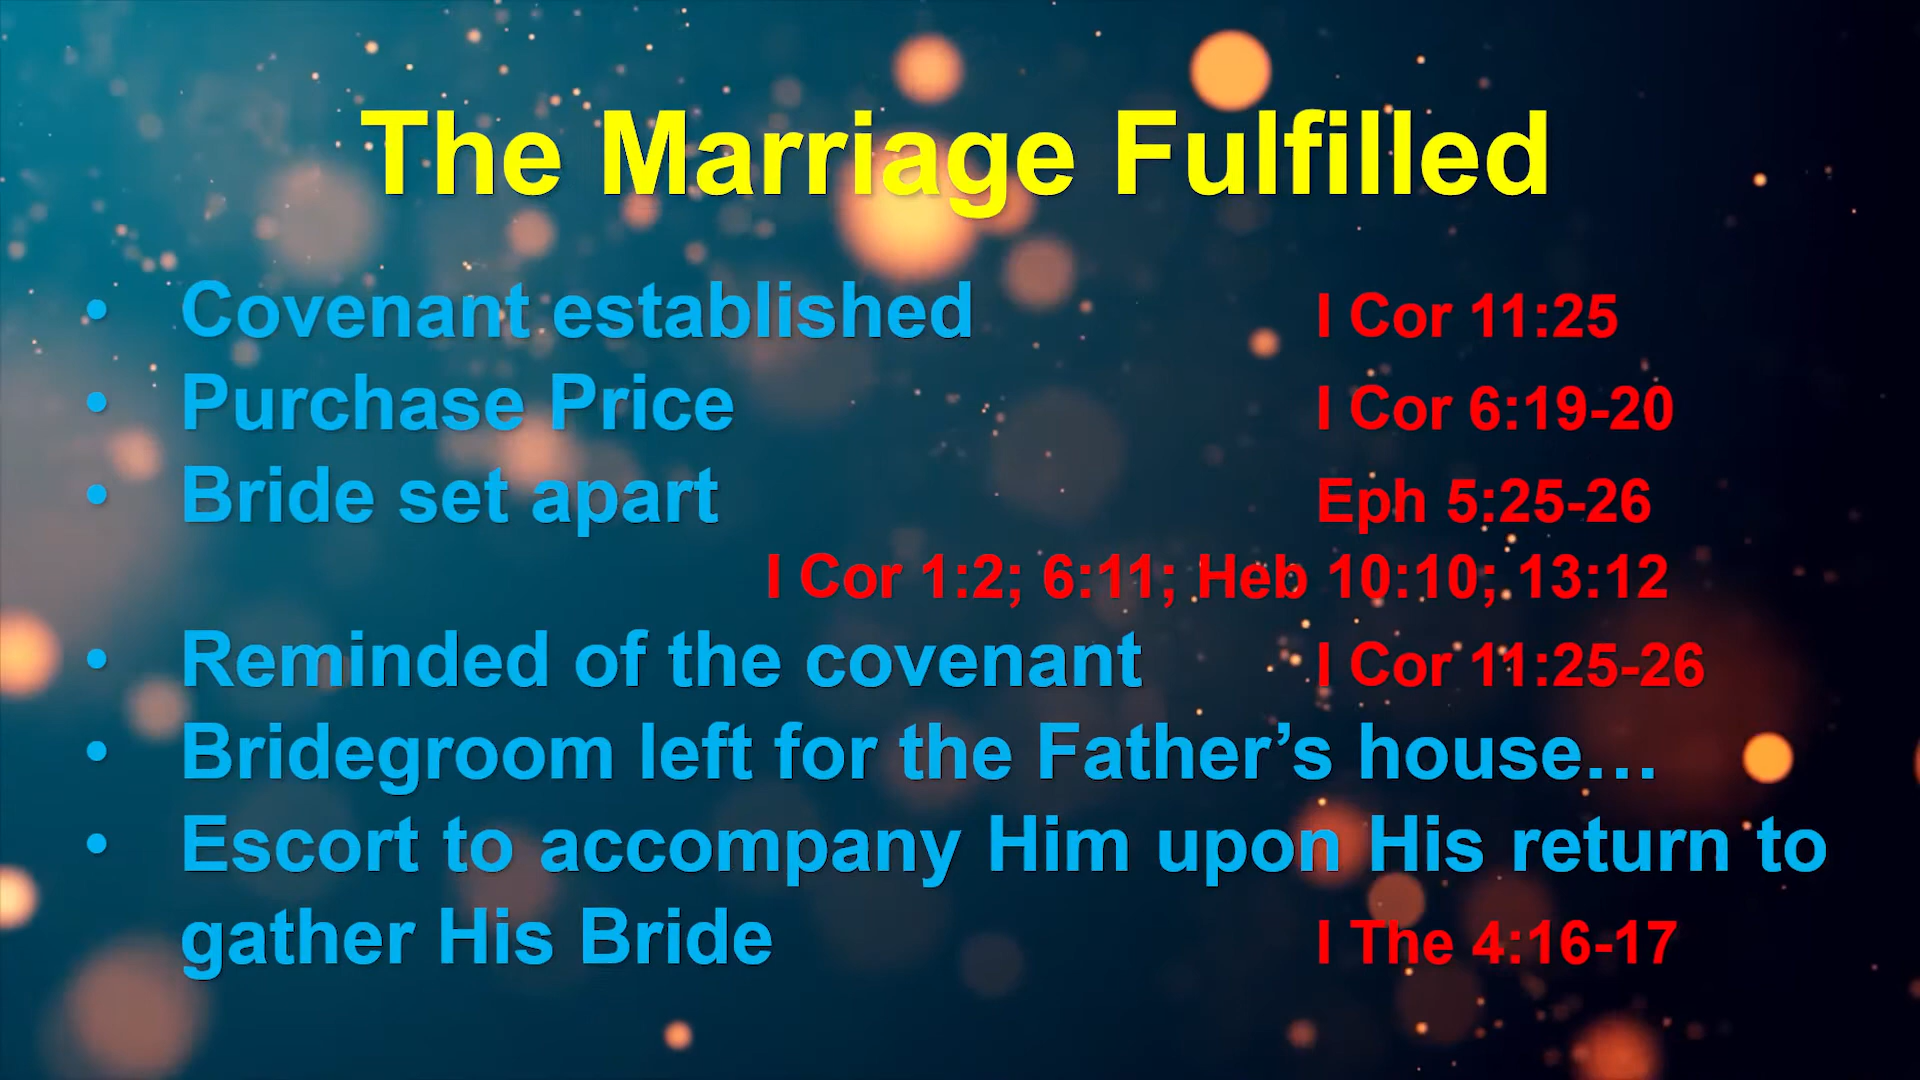 The Marriage Fulfilled
• Covenant established I Cor 11:25
• Purchase Price I Cor 6:19-20
• Bride set apart Eph 5:25-26
I Cor 1:2; 6:11; Heb 10:10; 13:12
• Reminded of the covenant I Cor 11:25-26
• Bridegroom left for the Father’s house…
• Escort to accompany Him upon His return to
gather His Bride I The 4:16-17